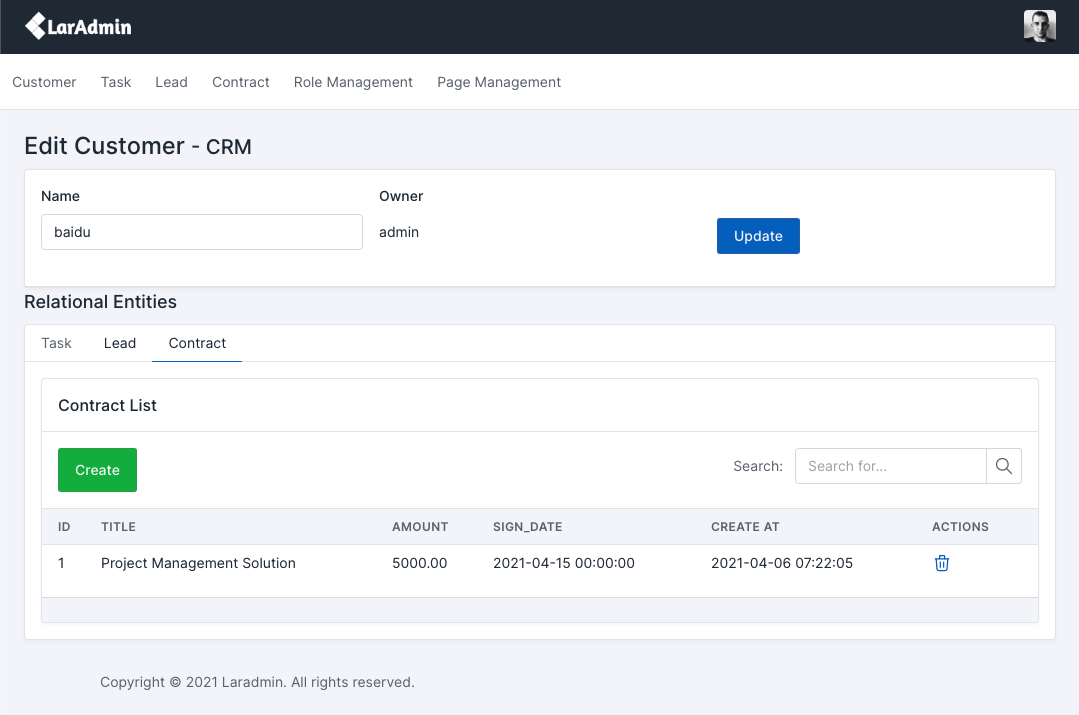 LarAdmin
Customer Task Lead Contract Role Management Page Management
Edit Customer - CRM
Name Owner
baidu admin Update
Relational Entities
Task Lead Contract
Contract List
Create Search: Search for...
ID TITLE AMOUNT SIGN_DATE CREATE AT ACTIONS
1 Project Management Solution 5000.00 2021-04-15 00:00:00 2021-04-06 07:22:05
Copyright © 2021 Laradmin. All rights reserved.